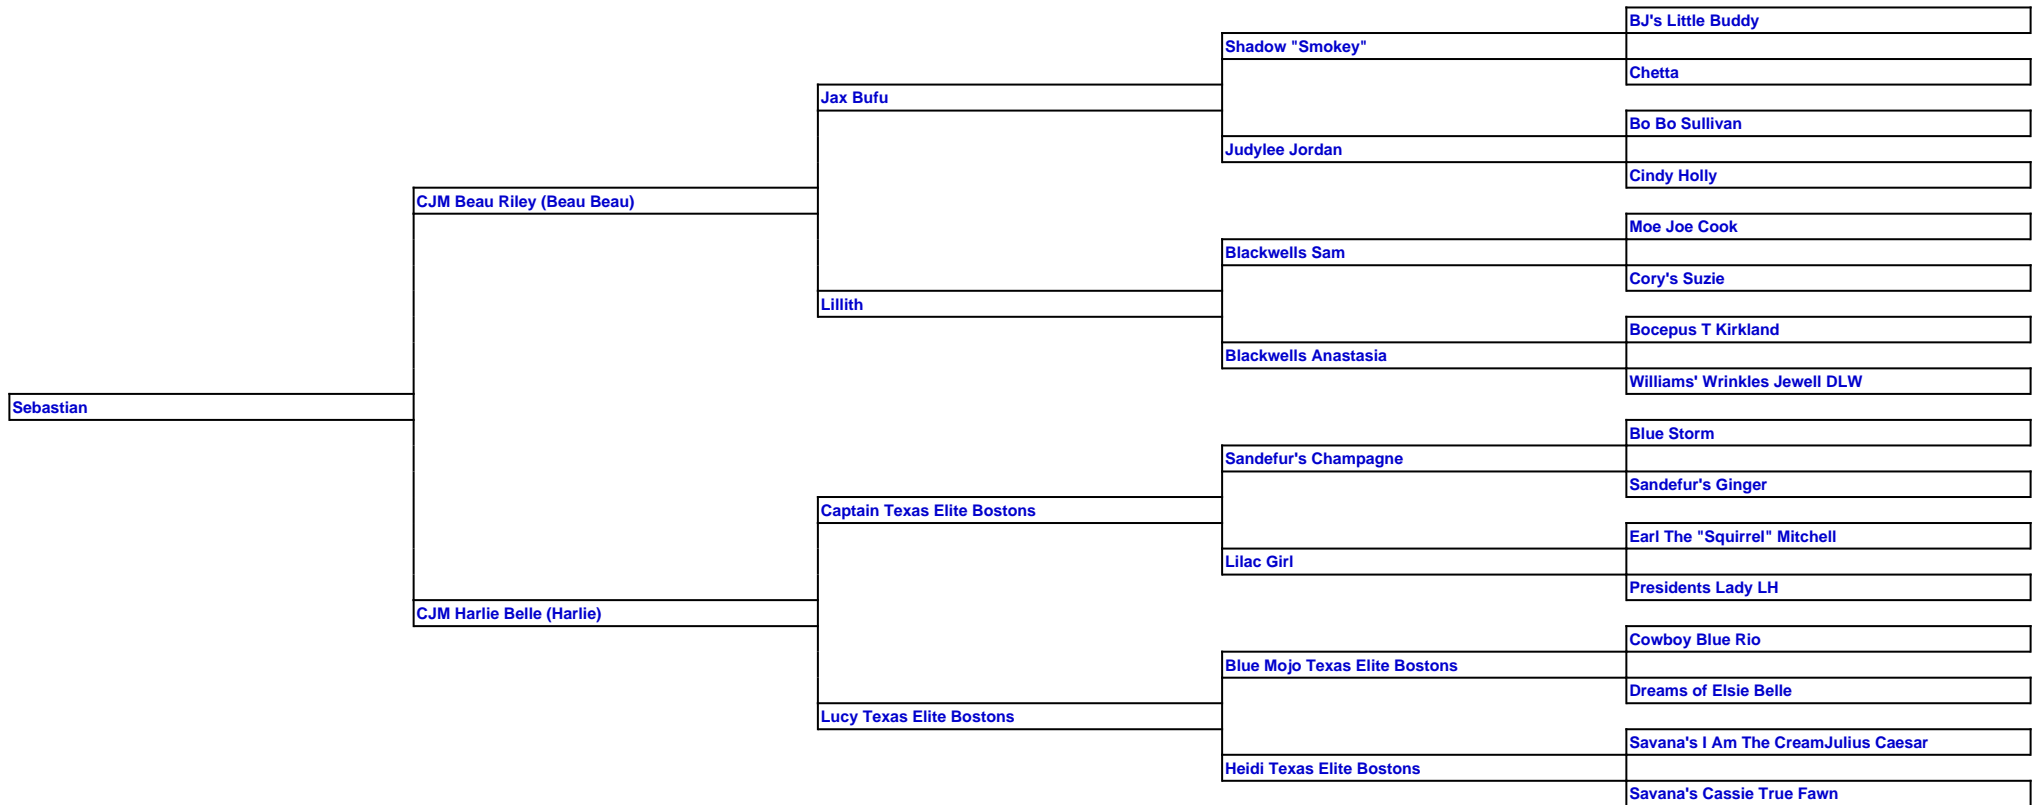 BJ's Little Buddy
Shadow "Smokey"
Chetta
Jax Bufu
Bo Bo Sullivan
Judylee Jordan
Cindy Holly
CJM Beau Riley (Beau Beau)
Moe Joe Cook
Blackwells Sam
Cory's Suzie
Lillith
Bocepus T Kirkland
Blackwells Anastasia
Williams' Wrinkles Jewell DLW
Sebastian
Blue Storm
Sandefur's Champagne
Sandefur's Ginger
Captain Texas Elite Bostons
Earl The "Squirrel" Mitchell
Lilac Girl
Presidents Lady LH
CJM Harlie Belle (Harlie)
Cowboy Blue Rio
Blue Mojo Texas Elite Bostons
Dreams of Elsie Belle
Lucy Texas Elite Bostons
Savana's I Am The CreamJulius Caesar
Heidi Texas Elite Bostons
Savana's Cassie True Fawn